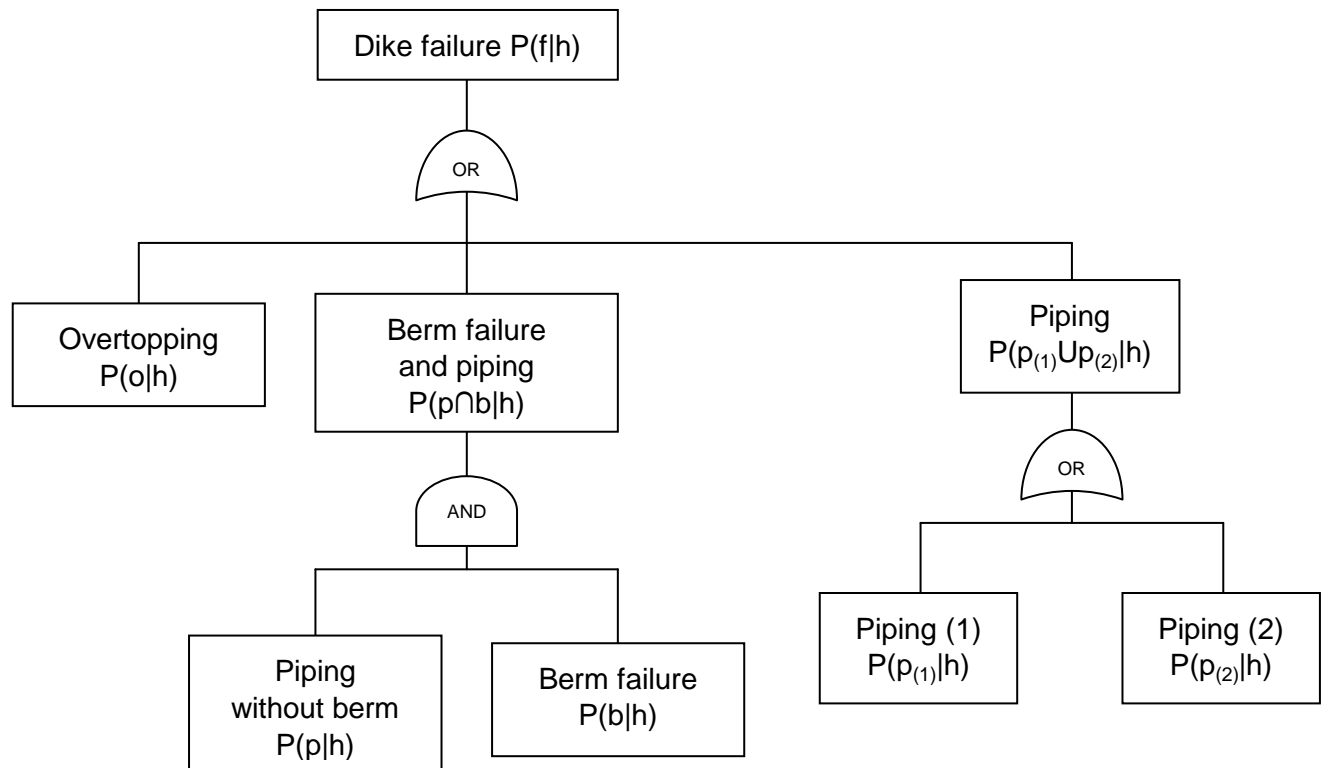 Dike failure P(f|h)
OR
Overtopping
P(o|h)
Berm failure
and piping
P(p∩b|h)
Piping
P(p₍₁₎Up₍₂₎|h)
AND
OR
Piping
without berm
P(p|h)
Berm failure
P(b|h)
Piping (1)
P(p₍₁₎|h)
Piping (2)
P(p₍₂₎|h)